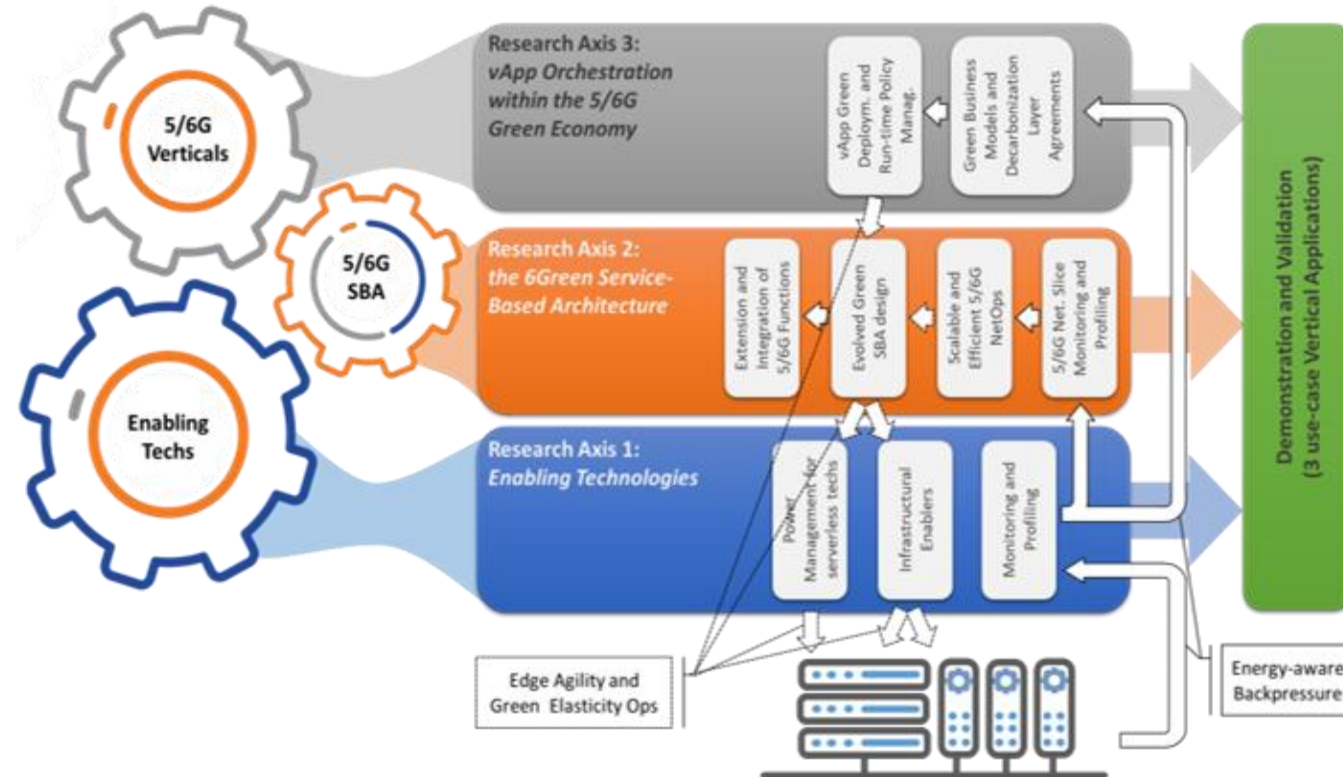 5/6G
Verticals
5/6G
SBA
Enabling
Techs
Research Axis 3:
vApp Orchestration
within the 5/6G
Green Economy
vApp Green
Deploym. and
Run-time Policy
Manag.
Green Business
Models and
Decarbonization
Layer
Agreements
Research Axis 2:
the 6Green Service-
Based Architecture
Extension and
Integration of
5/6G Functions
Evolved Green
SBA design
Scalable and
Efficient 5/6G
NetOps
5/6G Net. Slice
Monitoring and
Profiling
Research Axis 1:
Enabling Technologies
Power
Management for
serverless techs
Infrastructural
Enablers
Monitoring and
Profiling
Demonstration and Validation
(3 use-case Vertical Applications)
Edge Agility and
Green Elasticity Ops
Energy-aware
Backpressure